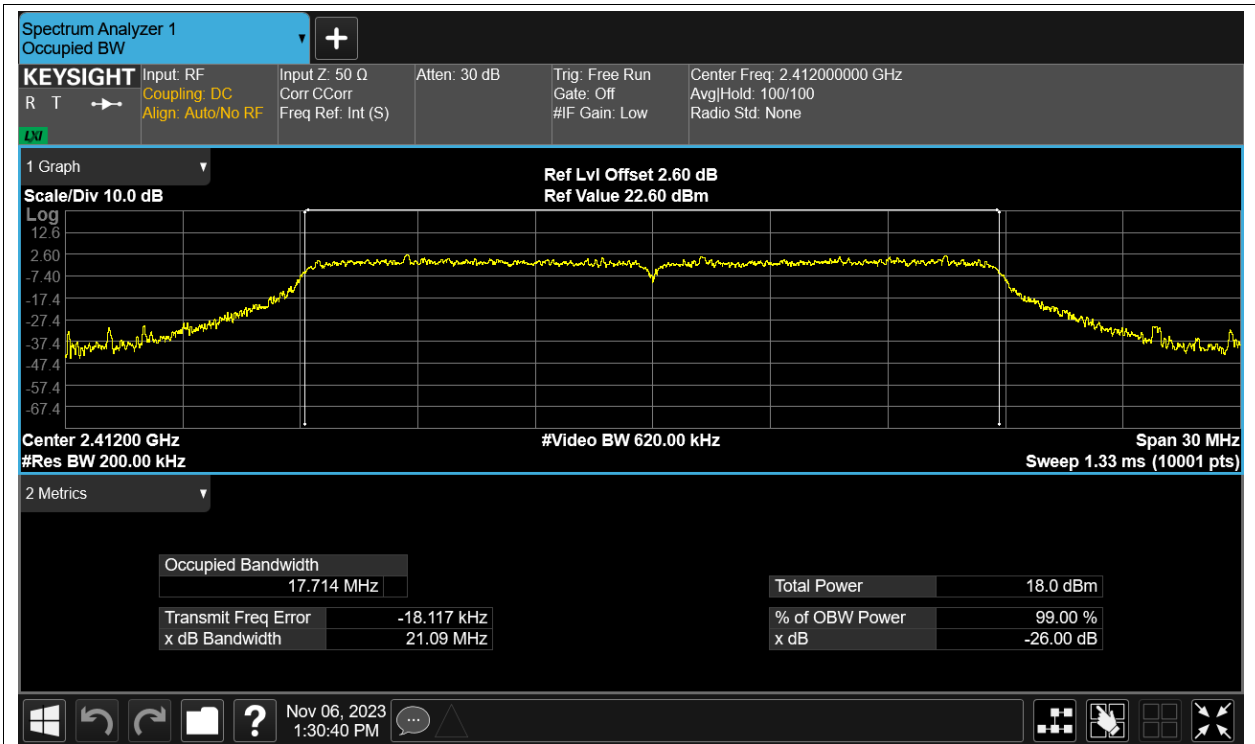 Spectrum Analyzer 1
Occupied BW
KEYSIGHT
R T
LXI
Input: RF
Coupling: DC
Align: Auto/No RF
Input Z: 50 Ω
Corr CCorr
Freq Ref: Int (S)
Atten: 30 dB
Trig: Free Run
Gate: Off
#IF Gain: Low
Center Freq: 2.412000000 GHz
Avg|Hold: 100/100
Radio Std: None
1 Graph
Scale/Div 10.0 dB
Ref Lvl Offset 2.60 dB
Ref Value 22.60 dBm
Log
12.6
2.60
-7.40
-17.4
-27.4
-37.4
-47.4
-57.4
-67.4
Center 2.41200 GHz
#Video BW 620.00 kHz
Span 30 MHz
#Res BW 200.00 kHz
Sweep 1.33 ms (10001 pts)
2 Metrics
Occupied Bandwidth
17.714 MHz
Total Power 18.0 dBm
Transmit Freq Error -18.117 kHz
% of OBW Power 99.00 %
x dB Bandwidth 21.09 MHz
x dB -26.00 dB
?
Nov 06, 2023
1:30:40 PM